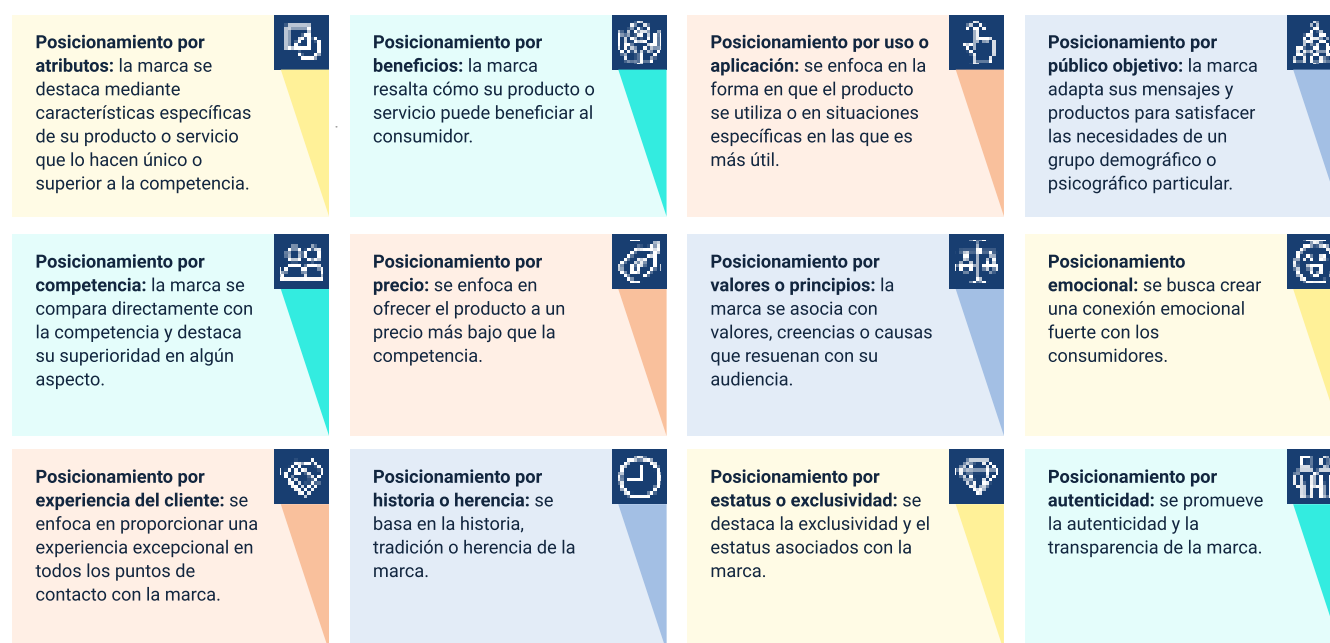 Posicionamiento por
atributos: la marca se
destaca mediante
características específicas
de su producto o servicio
que lo hacen único o
superior a la competencia.
Posicionamiento por
beneficios: la marca
resalta cómo su producto o
servicio puede beneficiar al
consumidor.
Posicionamiento por uso o
aplicación: se enfoca en la
forma en que el producto
se utiliza o en situaciones
específicas en las que es
más útil.
Posicionamiento por
público objetivo: la marca
adapta sus mensajes y
productos para satisfacer
las necesidades de un
grupo demográfico o
psicográfico particular.
Posicionamiento por
competencia: la marca se
compara directamente con
la competencia y destaca
su superioridad en algún
aspecto.
Posicionamiento por
precio: se enfoca en
ofrecer el producto a un
precio más bajo que la
competencia.
Posicionamiento por
valores o principios: la
marca se asocia con
valores, creencias o causas
que resuenan con su
audiencia.
Posicionamiento
emocional: se busca crear
una conexión emocional
fuerte con los
consumidores.
Posicionamiento por
experiencia del cliente: se
enfoca en proporcionar una
experiencia excepcional en
todos los puntos de
contacto con la marca.
Posicionamiento por
historia o herencia: se
basa en la historia,
tradición o herencia de la
marca.
Posicionamiento por
estatus o exclusividad: se
destaca la exclusividad y el
estatus asociados con la
marca.
Posicionamiento por
autenticidad: se promueve
la autenticidad y la
transparencia de la marca.